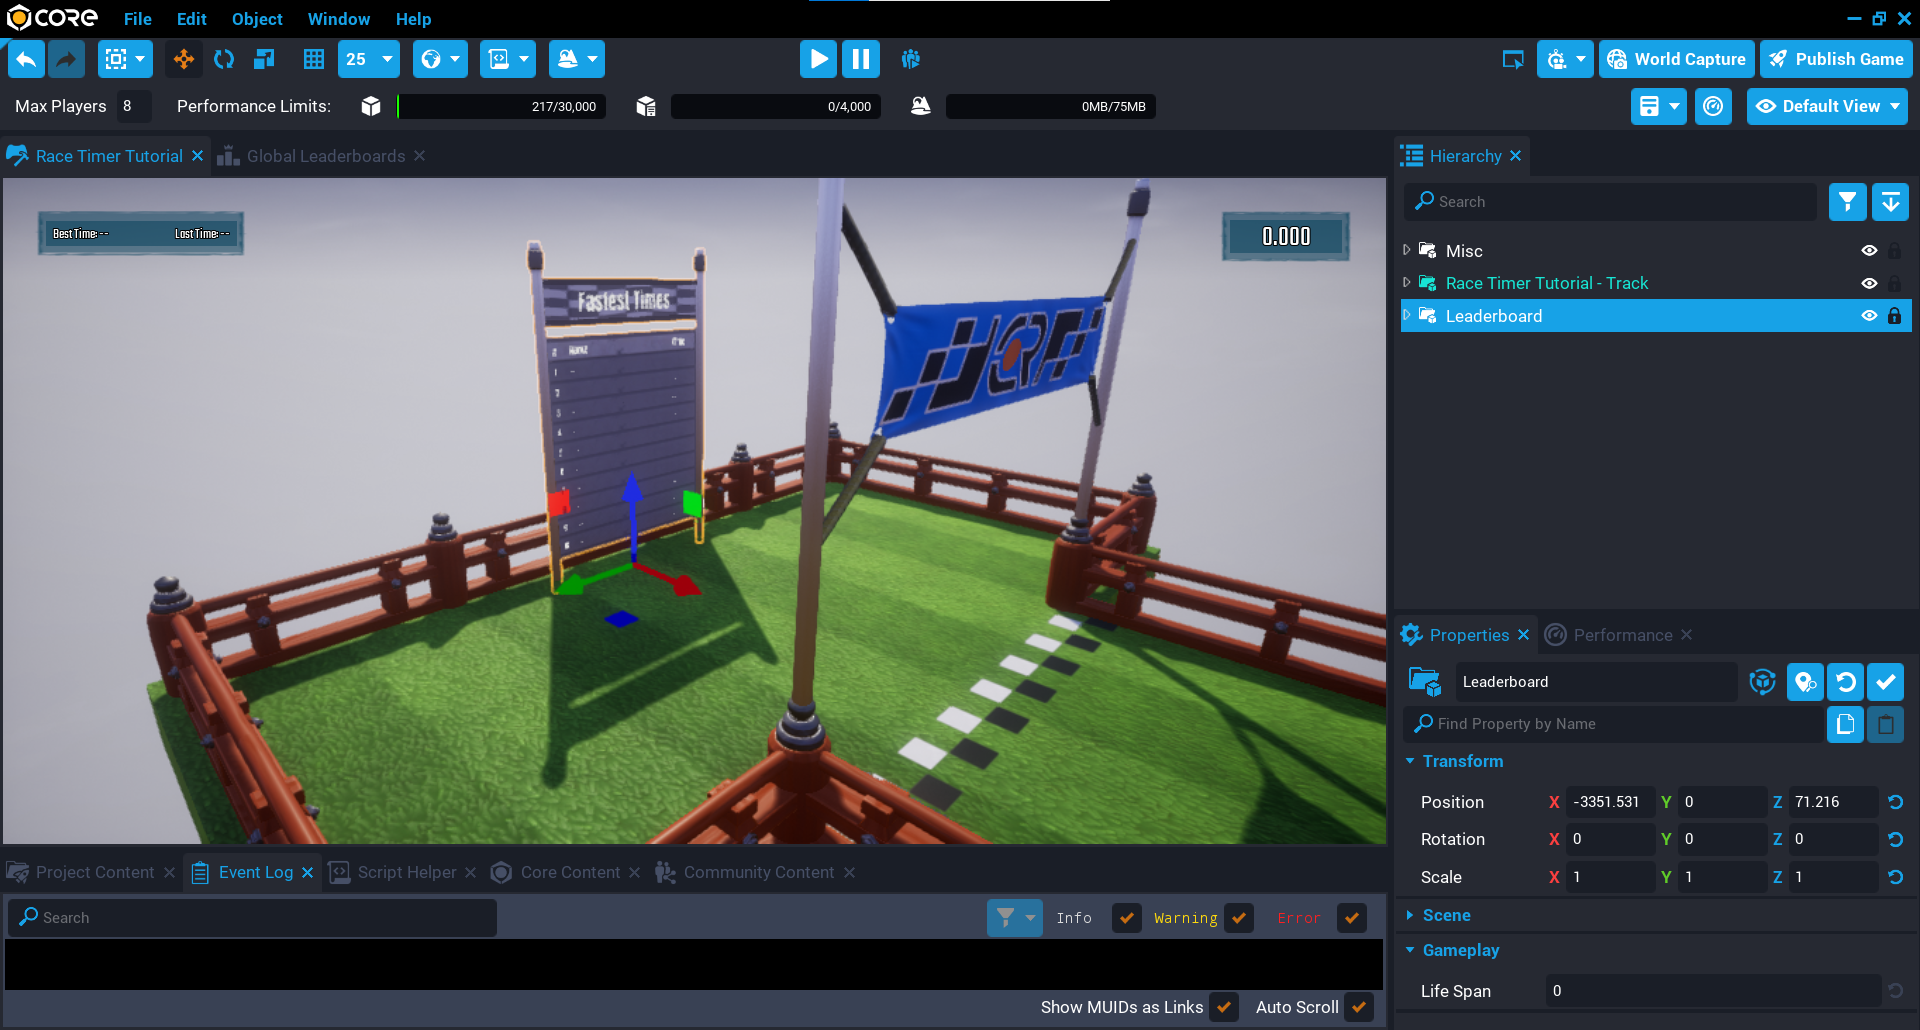 CORE File Edit Object Window Help
25 World Capture Publish Game
Max Players 8 Performance Limits: 217/30,000 0/4,000 0MB/75MB Default View
Race Timer Tutorial Global Leaderboards
Best Time: -- Last Time: -- 0.000
Fastest Times
Hierarchy
Search
Misc
Race Timer Tutorial - Track
Leaderboard
Properties Performance
Leaderboard
Find Property by Name
Transform
Position X -3351.531 Y 0 Z 71.216
Rotation X 0 Y 0 Z 0
Scale X 1 Y 1 Z 1
Scene
Gameplay
Life Span 0
Project Content Event Log Script Helper Core Content Community Content
Search Info Warning Error
Show MUIDs as Links Auto Scroll